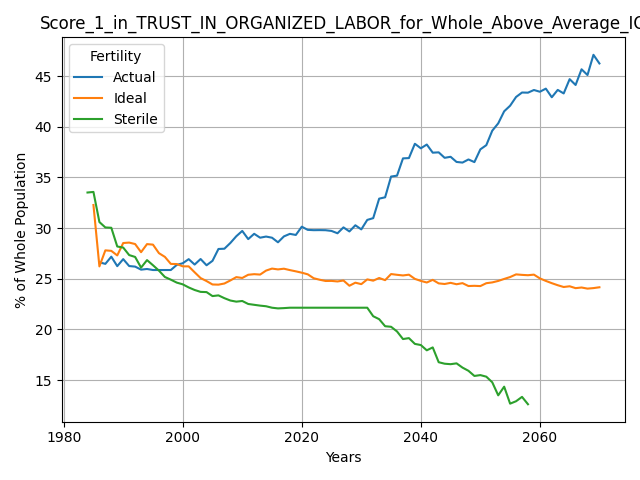 Score_1_in_TRUST_IN_ORGANIZED_LABOR_for_Whole_Above_Average_IQ
Fertility
Actual
Ideal
Sterile
45
40
35
30
25
20
15
% of Whole Population
1980 2000 2020 2040 2060
Years